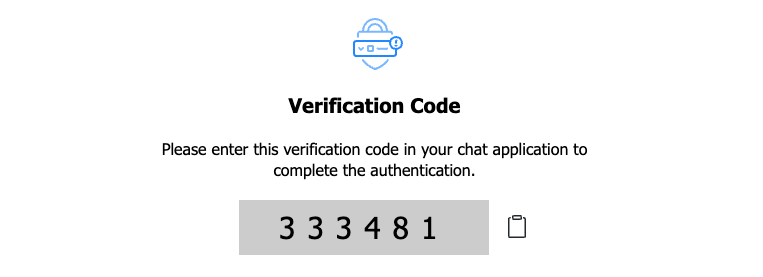 Verification Code
Please enter this verification code in your chat application to
complete the authentication.
3 3 3 4 8 1